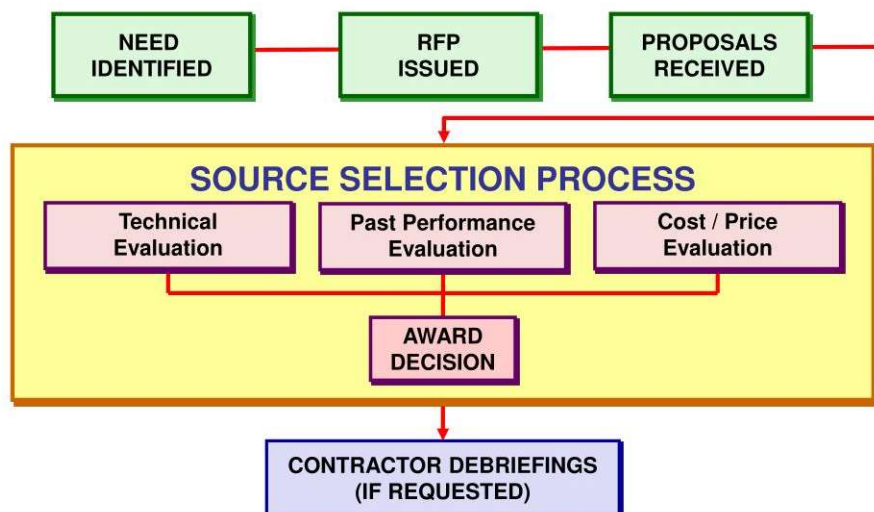 NEED
IDENTIFIED
RFP
ISSUED
PROPOSALS
RECEIVED
SOURCE SELECTION PROCESS
Technical
Evaluation
Past Performance
Evaluation
Cost / Price
Evaluation
AWARD
DECISION
CONTRACTOR DEBRIEFINGS
(IF REQUESTED)